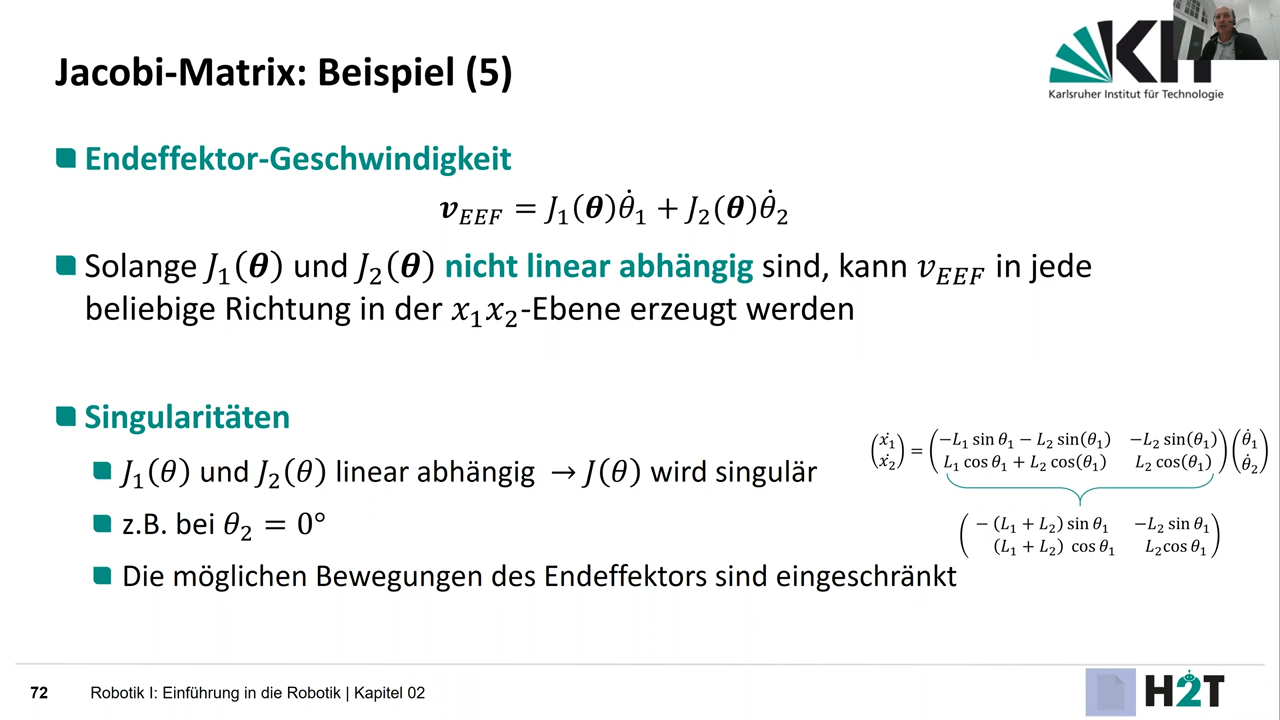 Jacobi-Matrix: Beispiel (5)
KIT
Karlsruher Institut für Technologie
Endeffektor-Geschwindigkeit
𝒗_EEF = J₁(𝜽)θ̇₁ + J₂(𝜽)θ̇₂
Solange J₁(𝜽) und J₂(𝜽) nicht linear abhängig sind, kann v_EEF in jede
beliebige Richtung in der x₁x₂-Ebene erzeugt werden
Singularitäten
J₁(θ) und J₂(θ) linear abhängig → J(θ) wird singulär
z.B. bei θ₂ = 0°
Die möglichen Bewegungen des Endeffektors sind eingeschränkt
(ẋ₁ ẋ₂) = (−L₁ sin θ₁ − L₂ sin(θ₁) −L₂ sin(θ₁)
L₁ cos θ₁ + L₂ cos(θ₁) L₂ cos(θ₁)) (θ̇₁ θ̇₂)
(− (L₁ + L₂) sin θ₁ −L₂ sin θ₁
(L₁ + L₂) cos θ₁ L₂cos θ₁)
72 Robotik I: Einführung in die Robotik | Kapitel 02
H2T